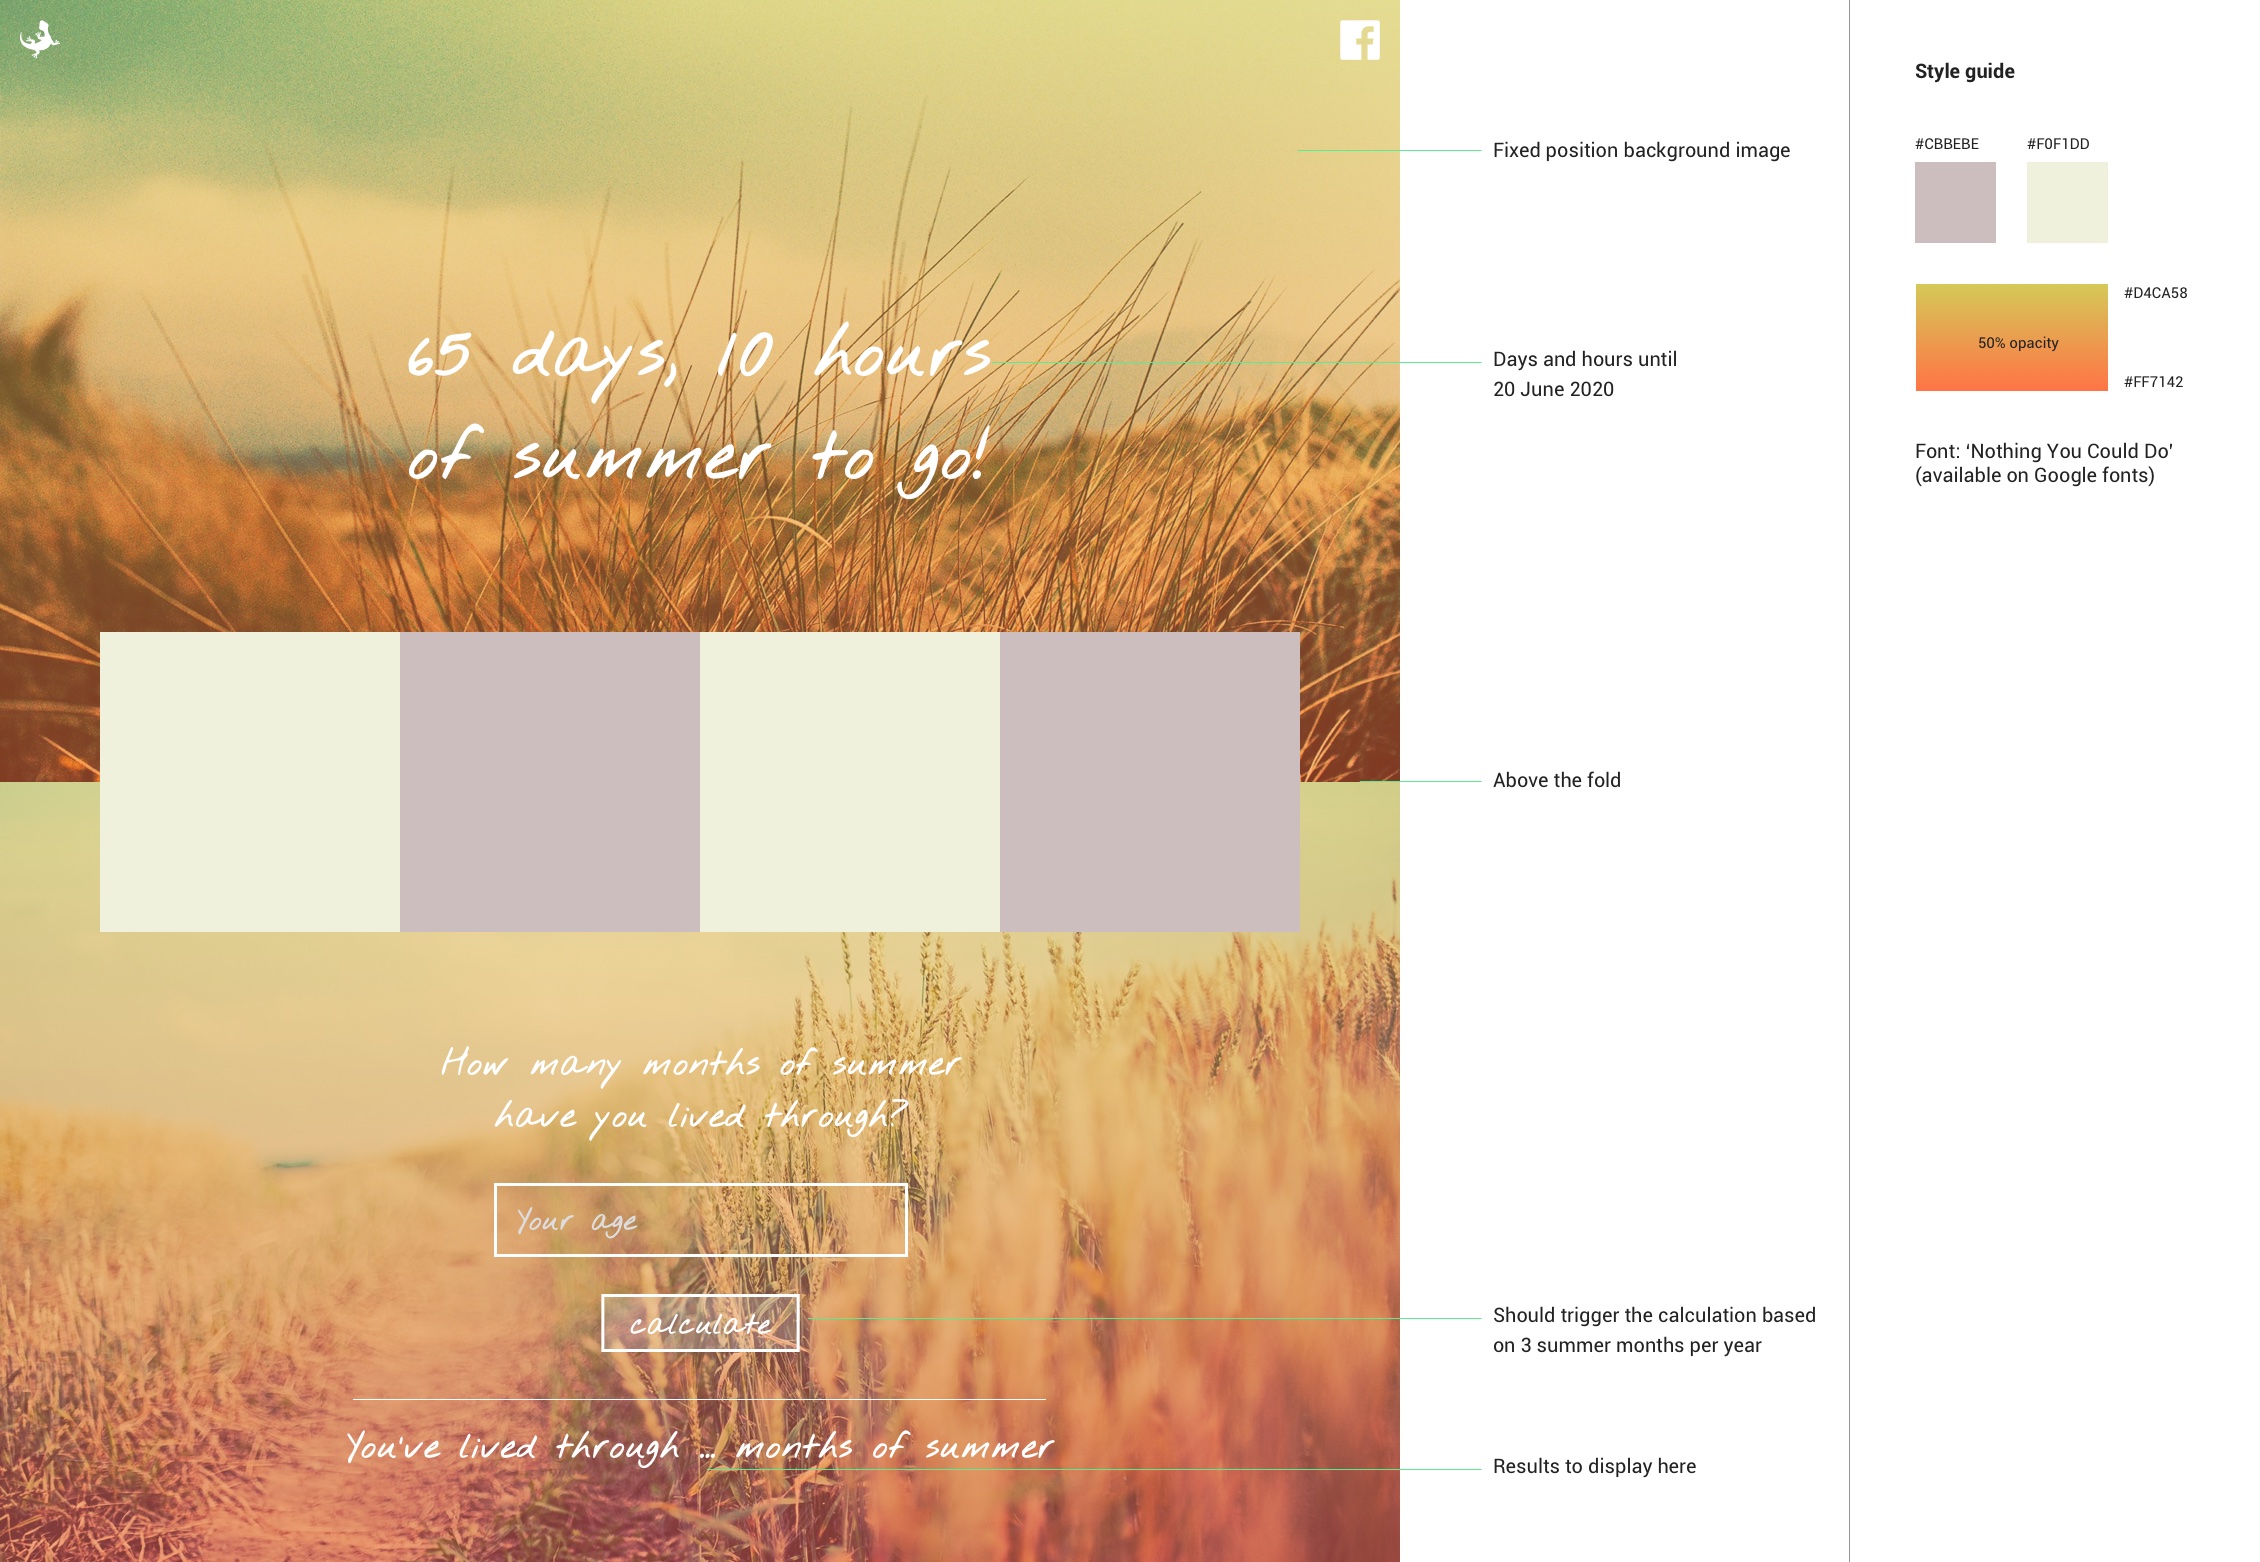 65 days, 10 hours
of summer to go!
How many months of summer
have you lived through?
Your age
calculate
You've lived through ... months of summer
Fixed position background image
Days and hours until
20 June 2020
Above the fold
Should trigger the calculation based
on 3 summer months per year
Results to display here
Style guide
#CBBEBE
#F0F1DD
#D4CA58
50% opacity
#FF7142
Font: ‘Nothing You Could Do’
(available on Google fonts)